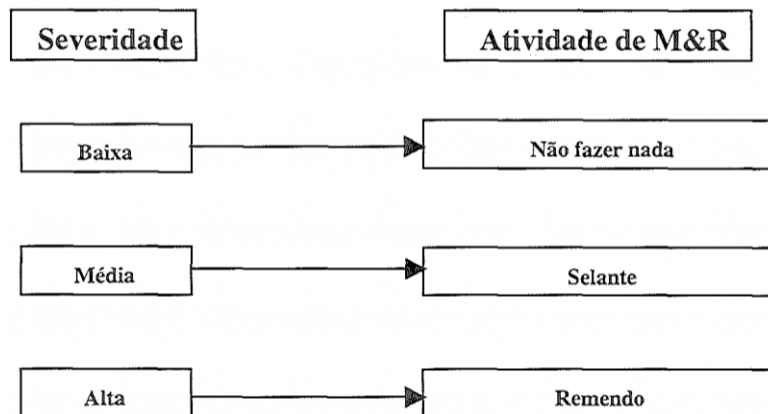 Severidade Atividade de M&R
Baixa Não fazer nada
Média Selante
Alta Remendo